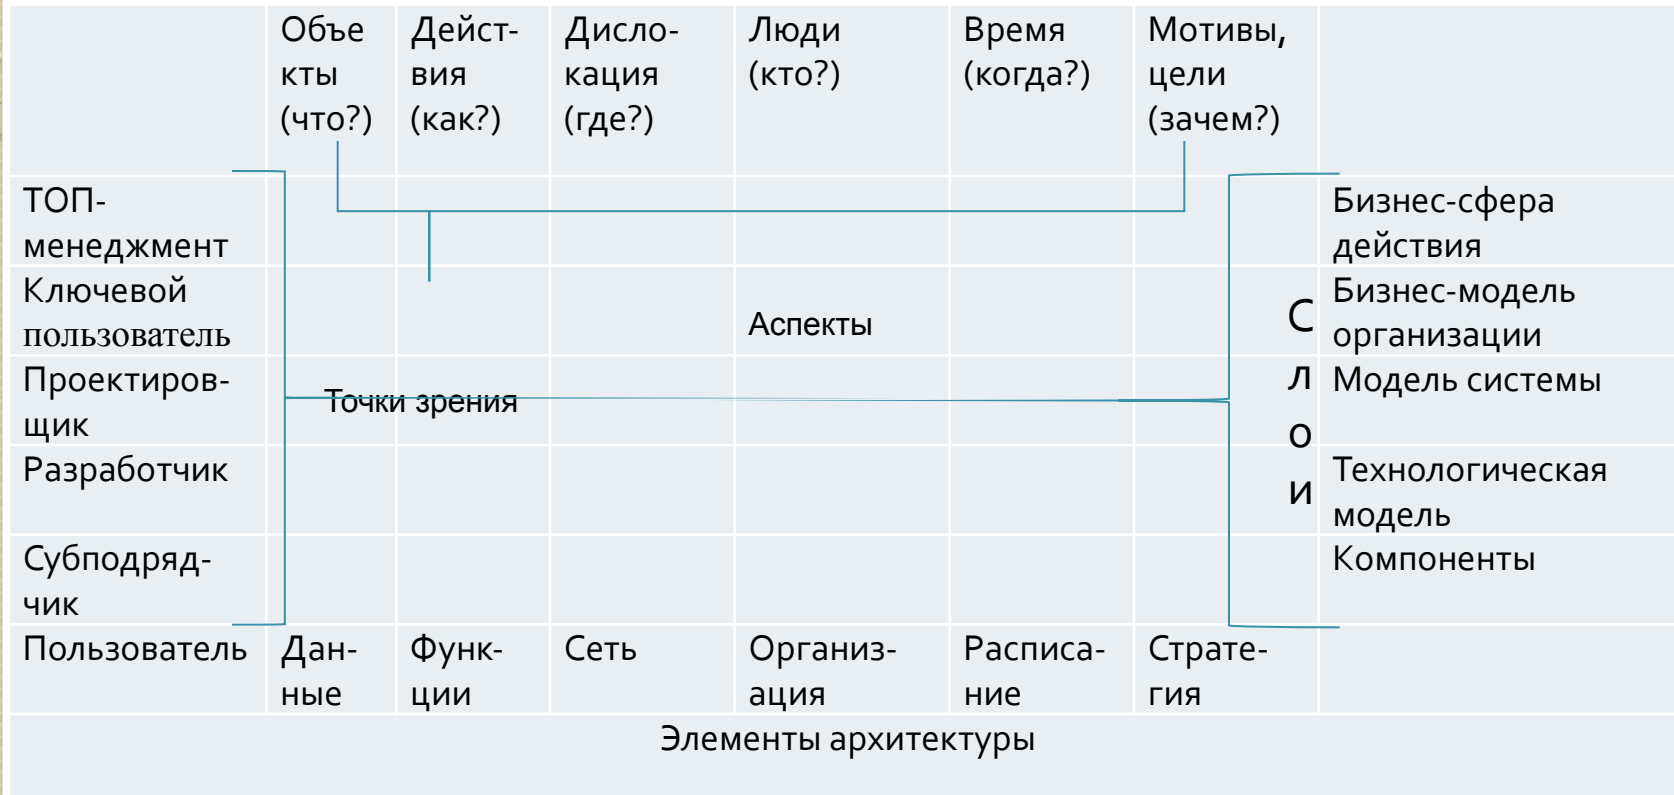 Объе
кты
(что?)
Дейст-
вия
(как?)
Дисло-
кация
(где?)
Люди
(кто?)
Время
(когда?)
Мотивы,
цели
(зачем?)
ТОП-
менеджмент
Бизнес-сфера
действия
Ключевой
пользователь
Аспекты
Бизнес-модель
организации
Проектиров-
щик
Точки зрения
С
л
о
и
Модель системы
Разработчик
Технологическая
модель
Субподряд-
чик
Компоненты
Пользователь
Дан-
ные
Функ-
ции
Сеть
Организ-
ация
Расписа-
ние
Страте-
гия
Элементы архитектуры